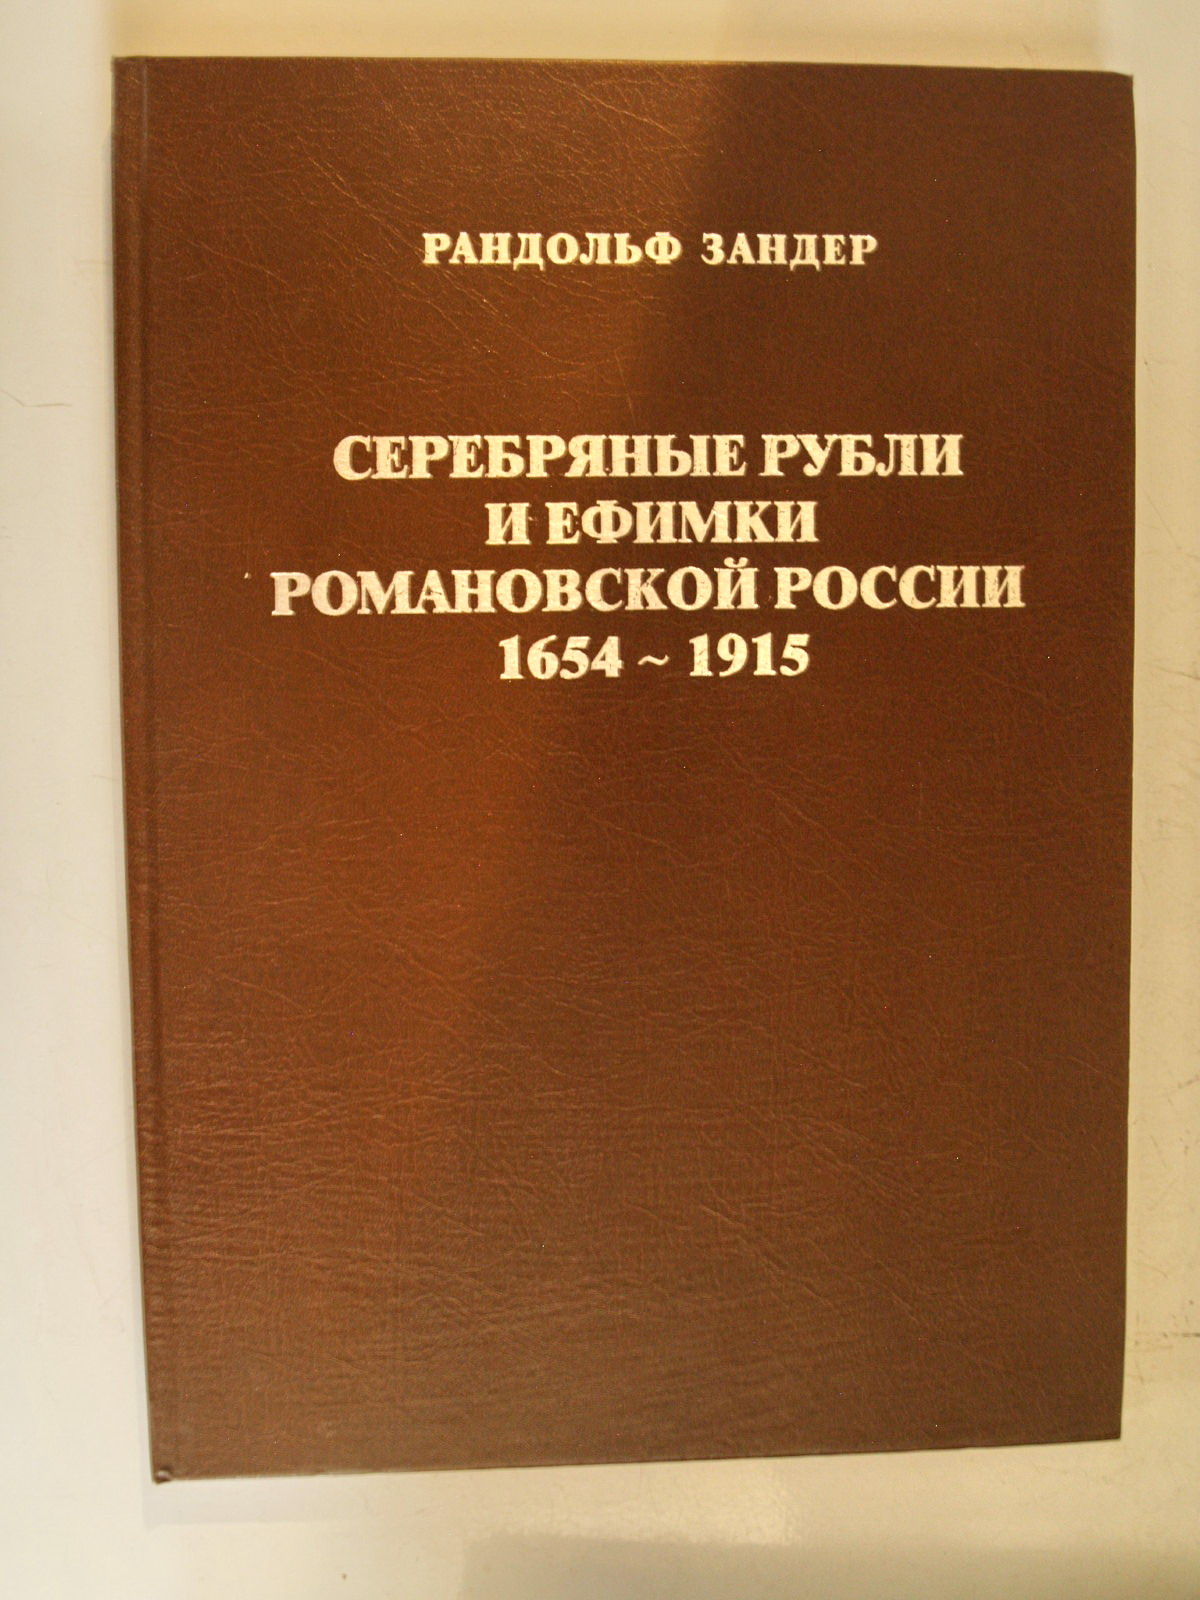 РАНДОЛЬФ ЗАНДЕР
СЕРЕБРЯНЫЕ РУБЛИ
И ЕФИМКИ
РОМАНОВСКОЙ РОССИИ
1654 ~ 1915